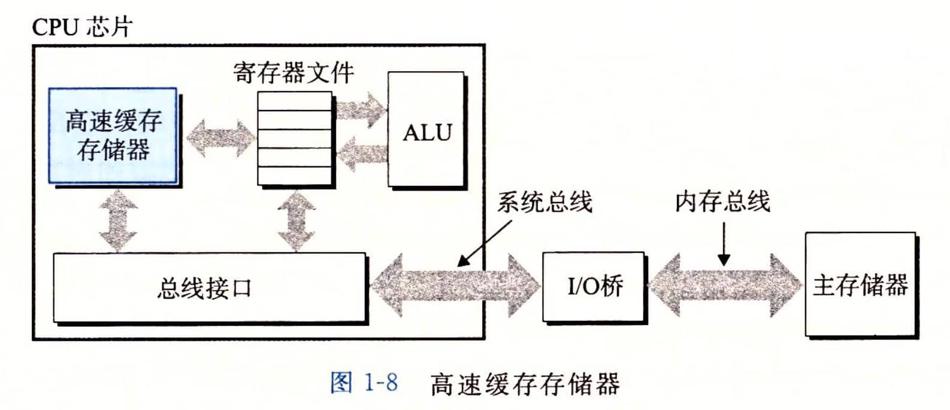 CPU 芯片
寄存器文件
高速缓存
存储器
ALU
系统总线
内存总线
总线接口
I/O桥
主存储器
图 1-8 高速缓存存储器